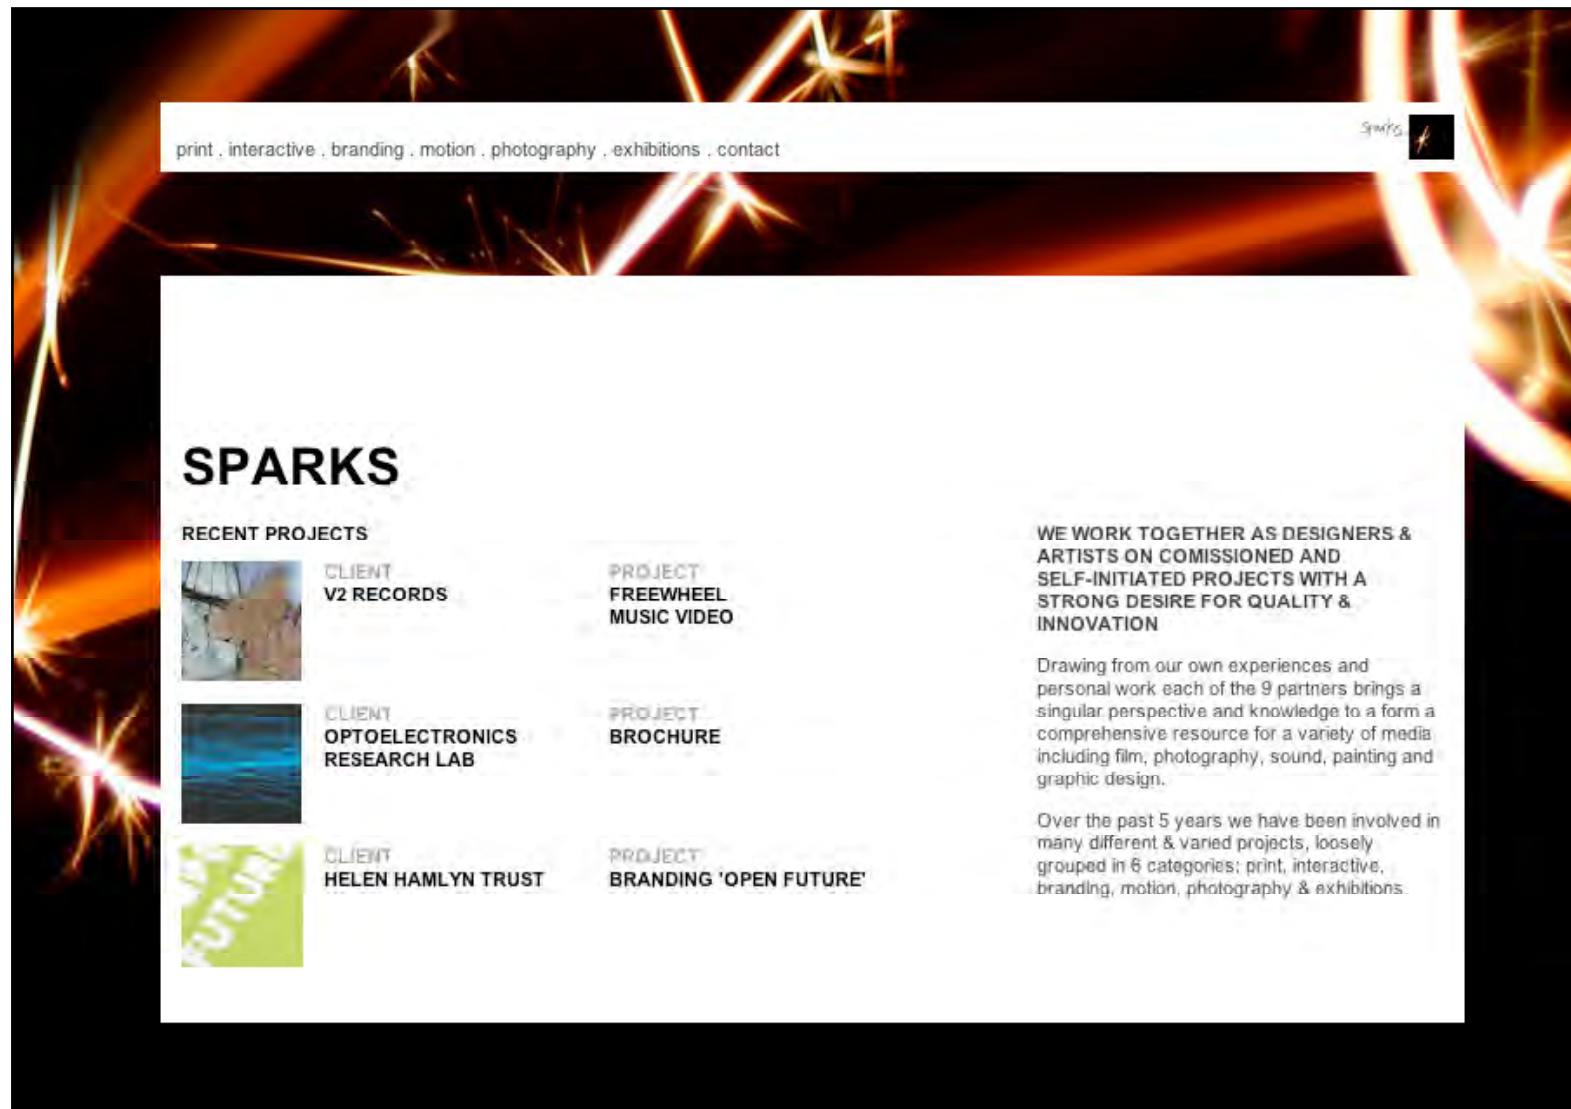 print . interactive . branding . motion . photography . exhibitions . contact
sparks
SPARKS
RECENT PROJECTS
CLIENT
V2 RECORDS
PROJECT
FREEWHEEL
MUSIC VIDEO
CLIENT
OPTOELECTRONICS
RESEARCH LAB
PROJECT
BROCHURE
FUTURE
CLIENT
HELEN HAMLYN TRUST
PROJECT
BRANDING 'OPEN FUTURE'
WE WORK TOGETHER AS DESIGNERS &
ARTISTS ON COMISSIONED AND
SELF-INITIATED PROJECTS WITH A
STRONG DESIRE FOR QUALITY &
INNOVATION
Drawing from our own experiences and
personal work each of the 9 partners brings a
singular perspective and knowledge to a form a
comprehensive resource for a variety of media
including film, photography, sound, painting and
graphic design.
Over the past 5 years we have been involved in
many different & varied projects, loosely
grouped in 6 categories: print, interactive,
branding, motion, photography & exhibitions